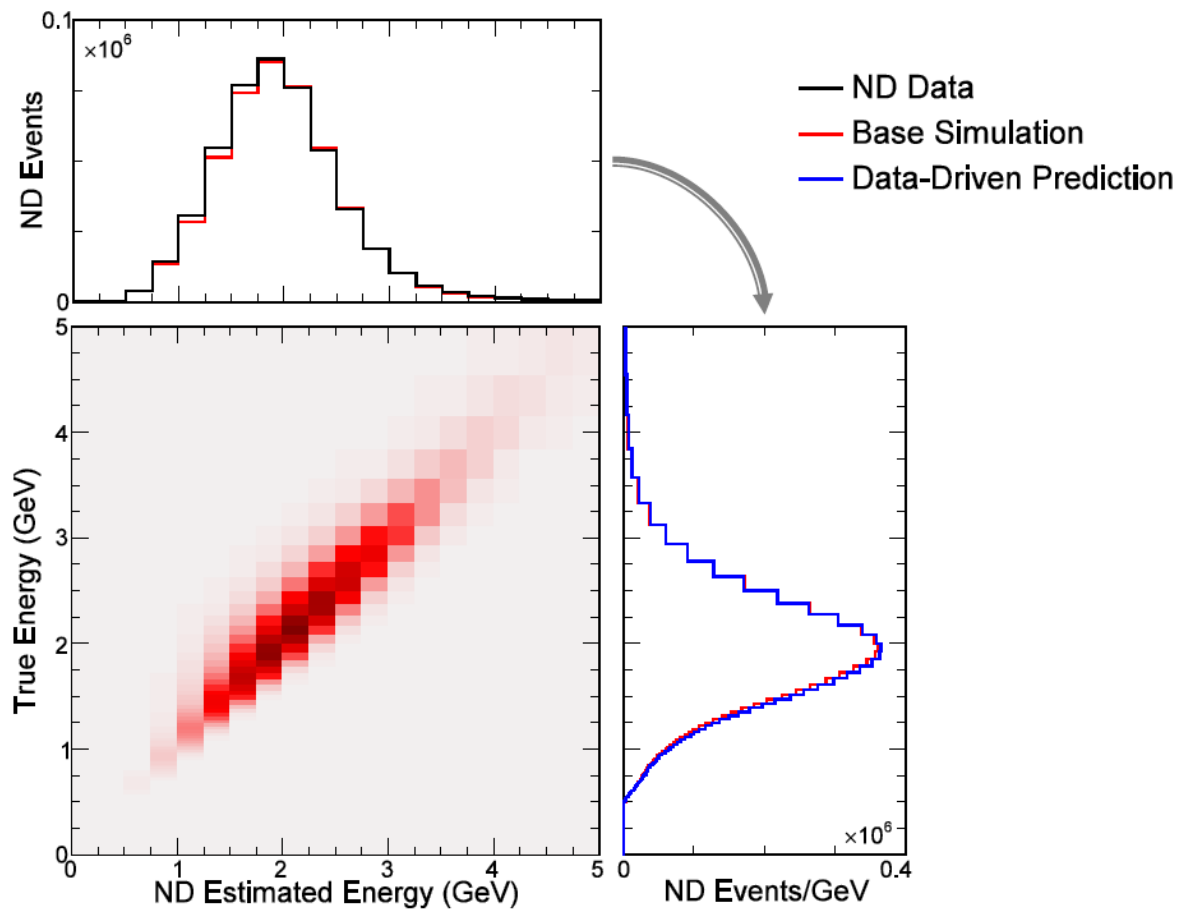 0.1
×10⁶
ND Events
0
ND Data
Base Simulation
Data-Driven Prediction
5
4
3
2
1
0
True Energy (GeV)
0 1 2 3 4 5
ND Estimated Energy (GeV)
×10⁶
0 0.4
ND Events/GeV